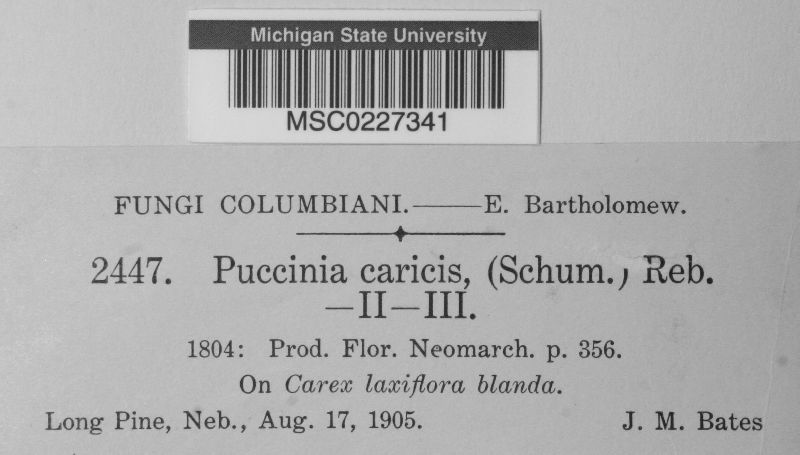 Michigan State University
MSC0227341
FUNGI COLUMBIANI.——E. Bartholomew.
2447. Puccinia caricis, (Schum.) Reb.
—II—III.
1804: Prod. Flor. Neomarch. p. 356.
On Carex laxiflora blanda.
Long Pine, Neb., Aug. 17, 1905. J. M. Bates